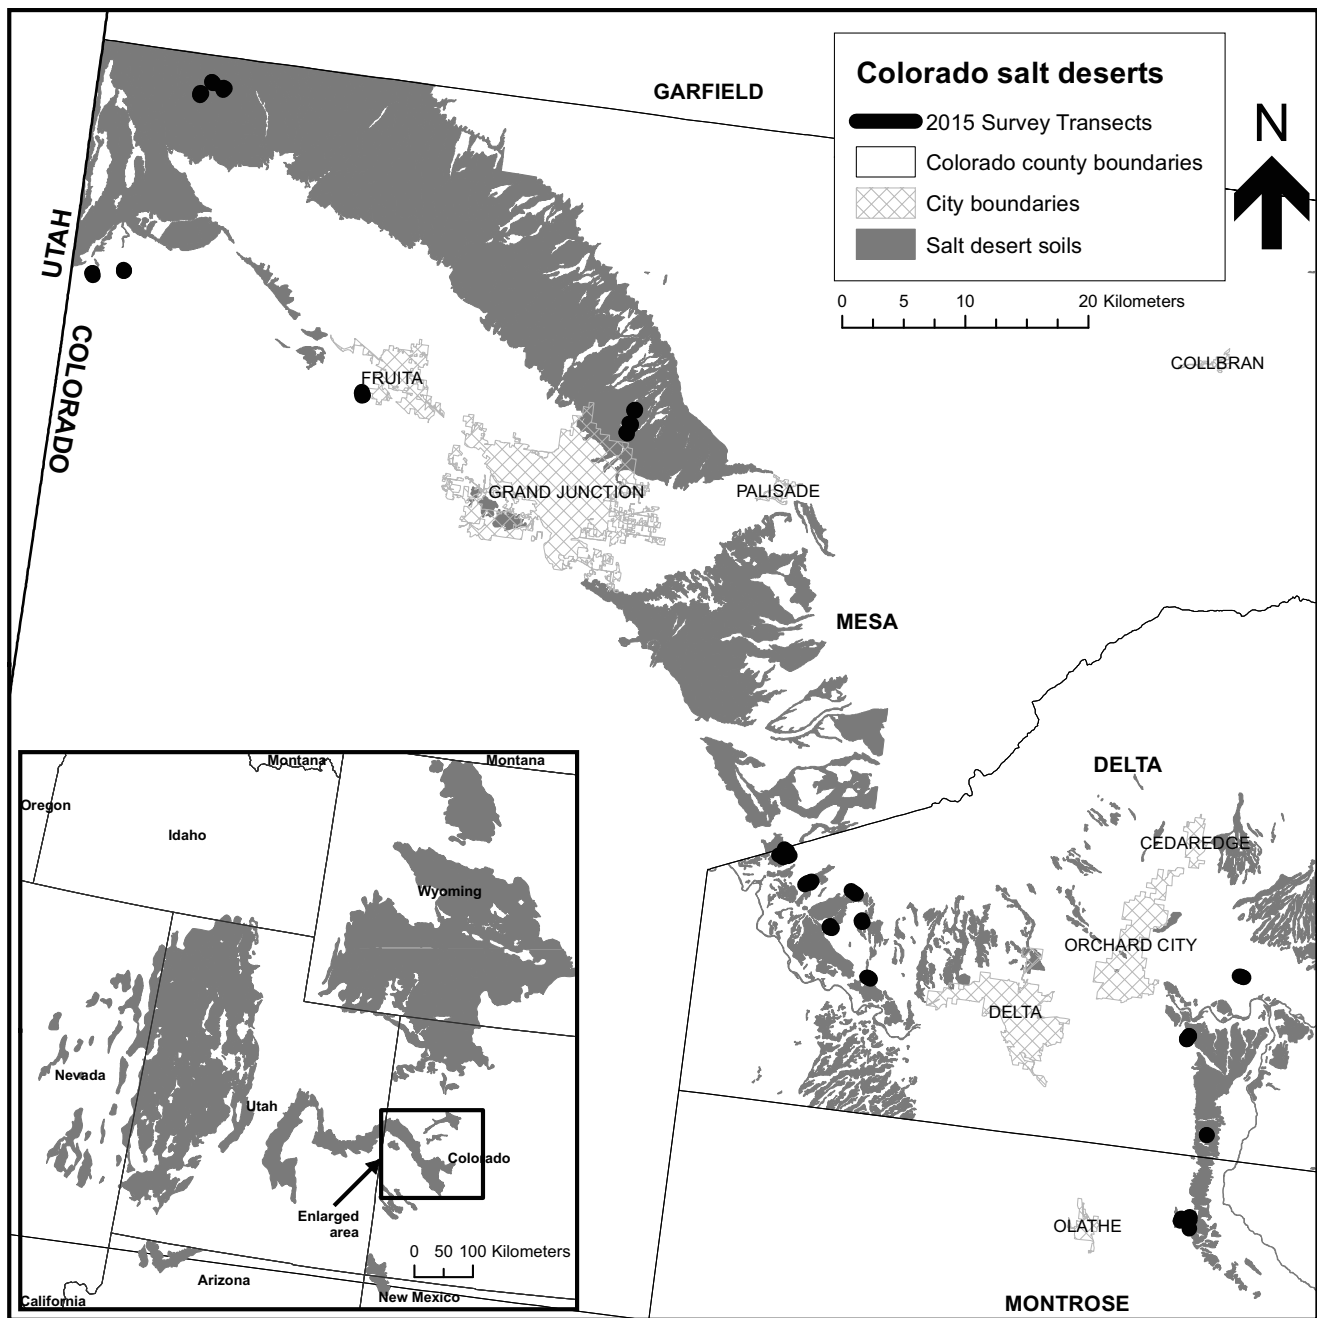 GARFIELD
Colorado salt deserts
2015 Survey Transects
Colorado county boundaries
City boundaries
Salt desert soils
N
0 5 10 20 Kilometers
UTAH
COLORADO
COLLBRAN
FRUITA
GRAND JUNCTION
PALISADE
MESA
DELTA
CEDAREDGE
ORCHARD CITY
DELTA
OLATHE
MONTROSE
Montana
Montana
Oregon
Idaho
Wyoming
Nevada
Utah
Colorado
Enlarged
area
0 50 100 Kilometers
Arizona
California
New Mexico